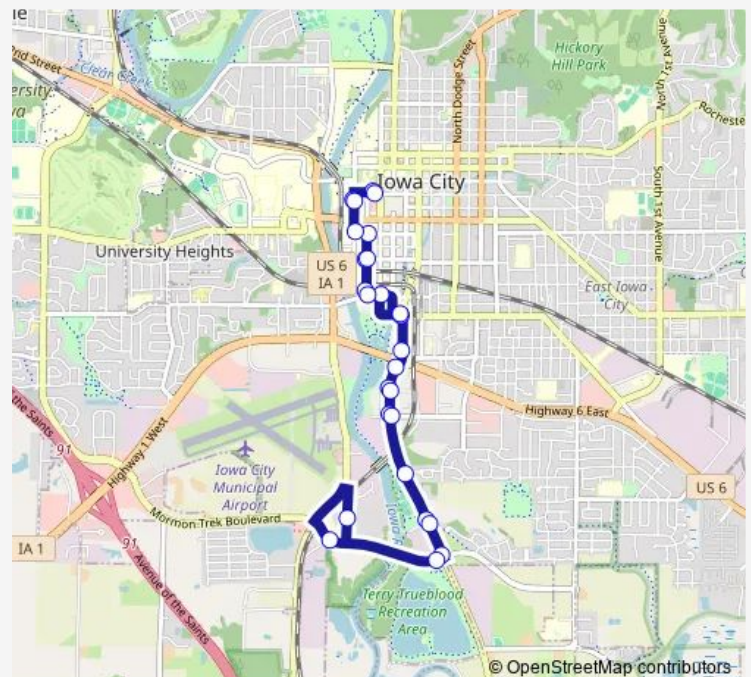 Hickory
Hill Park
North 1st Avenue
Clear Creek
North Dodge Street
Iowa City
South 1st Avenue
University Heights
US 6
IA 1
East Iowa
City
Highway 6 East
91
Highway 1 West
Iowa City
Municipal
Airport
US 6
Mormon Trek Boulevard
IA 1
91
Avenue of the Saints
Terry Trueblood
Recreation
Area
© OpenStreetMap contributors